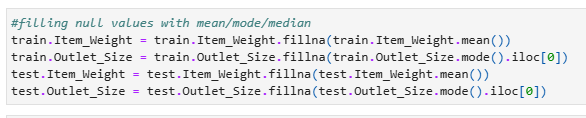 #filling null values with mean/mode/median
train.Item_Weight = train.Item_Weight.fillna(train.Item_Weight.mean())
train.Outlet_Size = train.Outlet_Size.fillna(train.Outlet_Size.mode().iloc[0])
test.Item_Weight = test.Item_Weight.fillna(test.Item_Weight.mean())
test.Outlet_Size = test.Outlet_Size.fillna(test.Outlet_Size.mode().iloc[0])